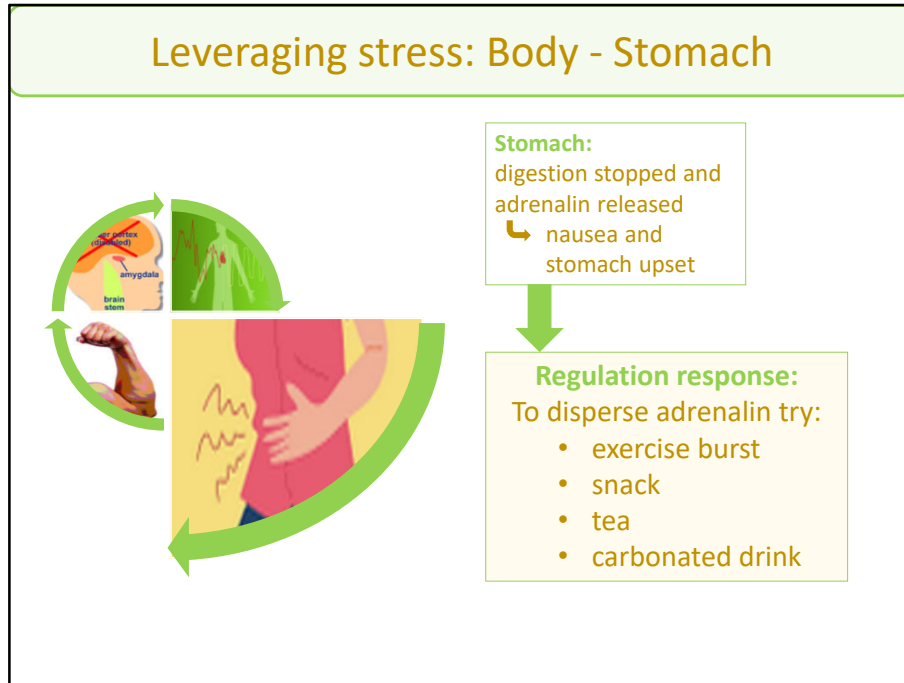 Leveraging stress: Body - Stomach
(disabled)
amygdala
brain
stem
Stomach:
digestion stopped and
adrenalin released
nausea and
stomach upset
Regulation response:
To disperse adrenalin try:
• exercise burst
• snack
• tea
• carbonated drink